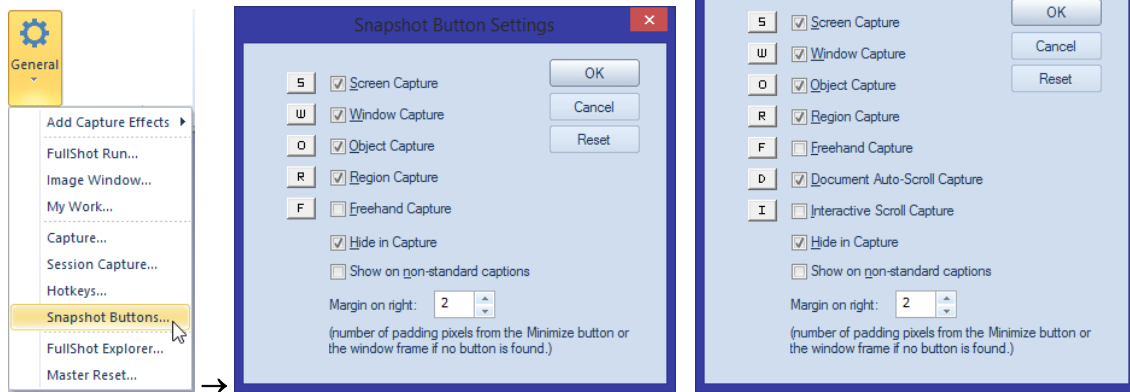 General
Add Capture Effects
FullShot Run...
Image Window...
My Work...
Capture...
Session Capture...
Hotkeys...
Snapshot Buttons...
FullShot Explorer...
Master Reset...
→
Snapshot Button Settings
S Screen Capture
W Window Capture
O Object Capture
R Region Capture
F Freehand Capture
Hide in Capture
Show on non-standard captions
Margin on right: 2
(number of padding pixels from the Minimize button or
the window frame if no button is found.)
OK
Cancel
Reset
S Screen Capture
W Window Capture
O Object Capture
R Region Capture
F Freehand Capture
D Document Auto-Scroll Capture
I Interactive Scroll Capture
Hide in Capture
Show on non-standard captions
Margin on right: 2
(number of padding pixels from the Minimize button or
the window frame if no button is found.)
OK
Cancel
Reset